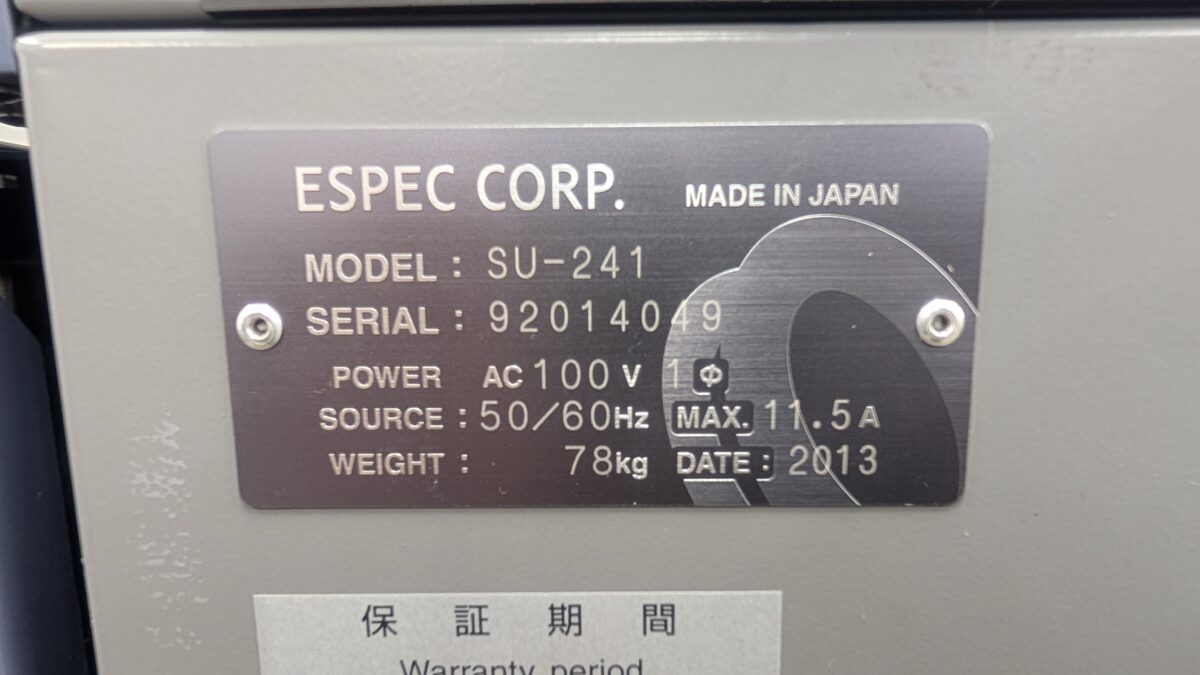 ESPEC CORP. MADE IN JAPAN
MODEL : SU-241
SERIAL : 92014049
POWER AC 100 V 1 Φ
SOURCE : 50/60Hz MAX. 11.5A
WEIGHT : 78kg DATE : 2013
保証期間
Warranty period